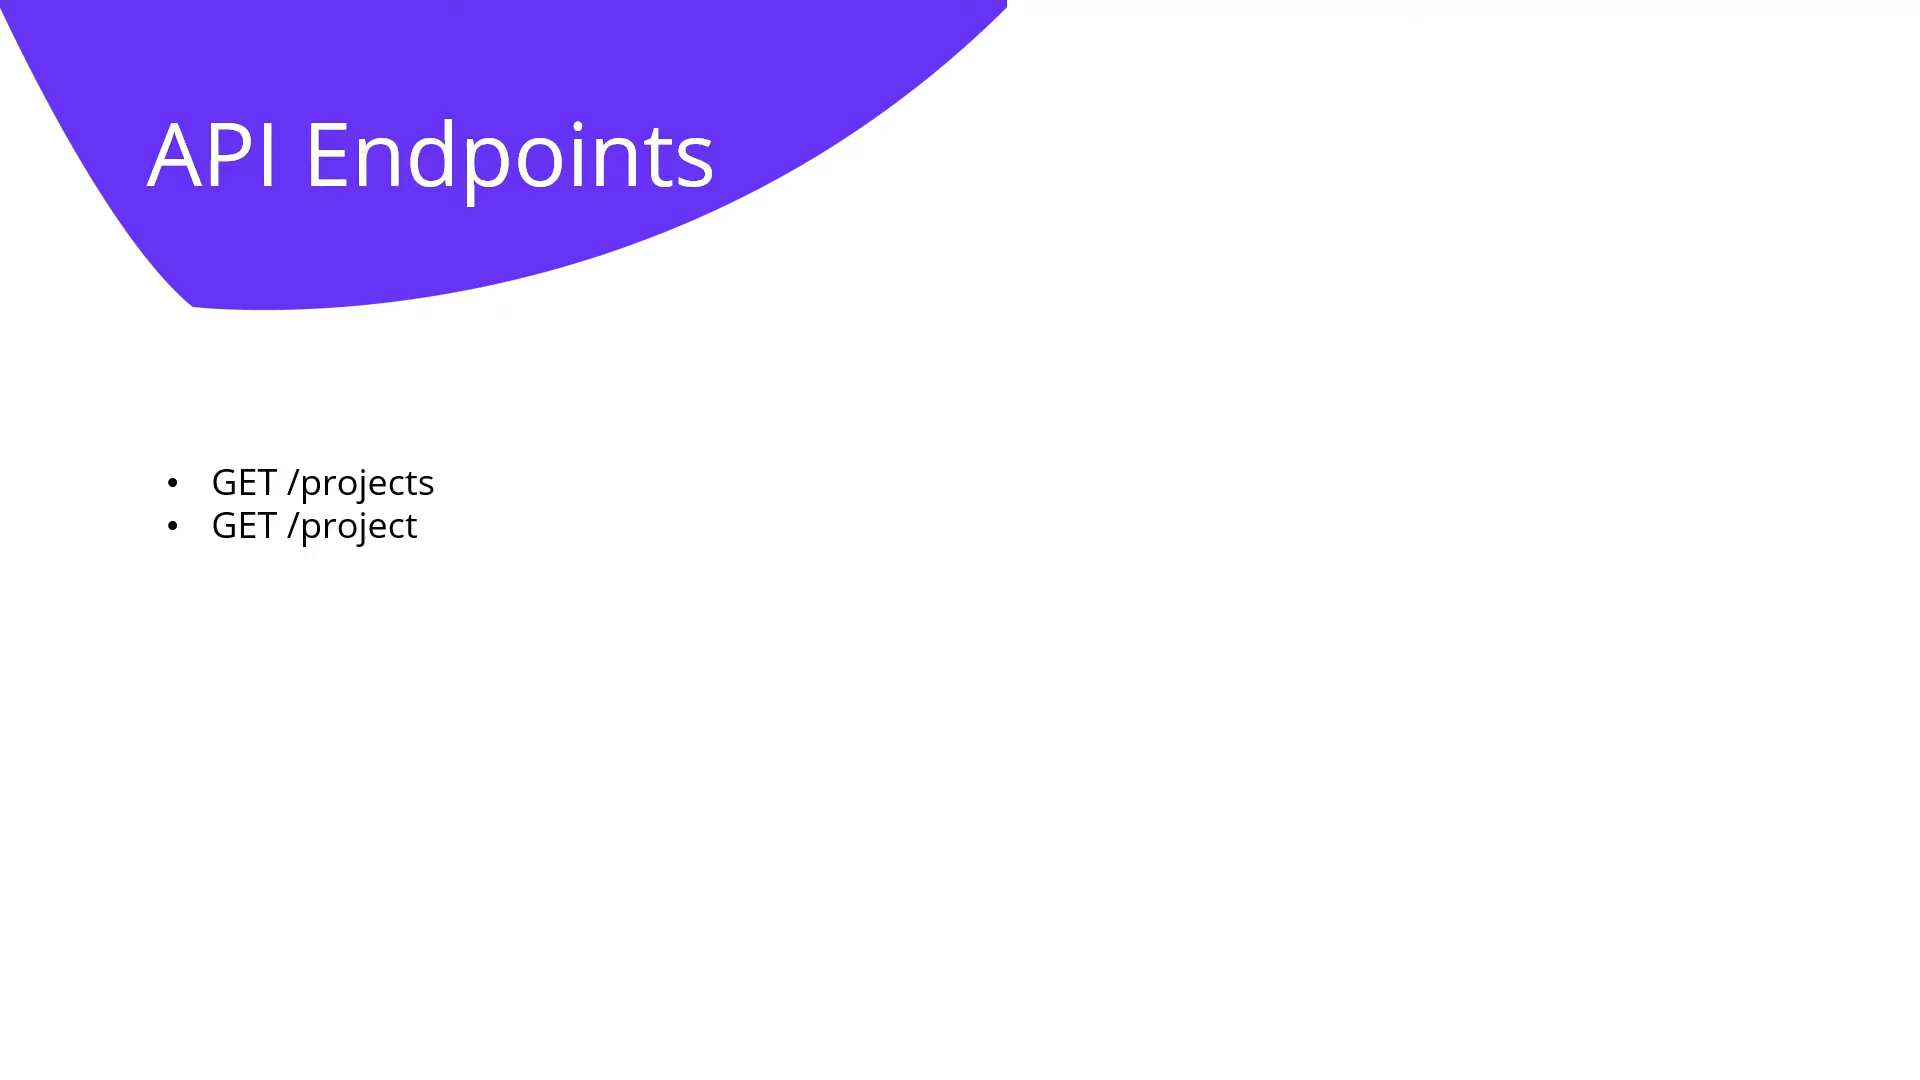 API Endpoints
• GET /projects
• GET /project